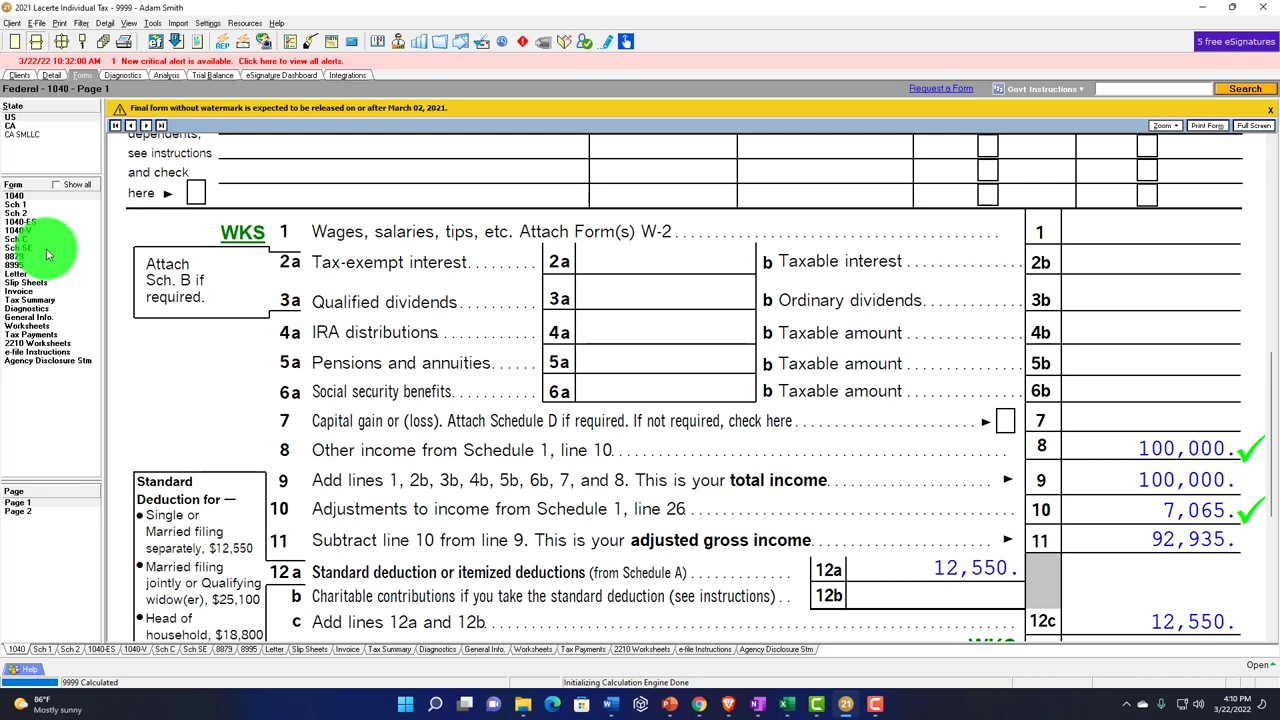 2021 Lacerte Individual Tax - 9999 - Adam Smith
Client E-File Print Filter Detail View Tools Import Settings Resources Help
REP
5 free eSignatures
3/22/22 10:32:00 AM 1 New critical alert is available. Click here to view all alerts.
Clients Detail Forms Diagnostics Analysis Trial Balance eSignature Dashboard Integrations
Federal - 1040 - Page 1 Request a Form Govt Instructions Search
State
US
CA
CA SMLLC
Form Show all
1040
Sch 1
Sch 2
1040-ES
1040-V
Sch C
Sch SE
8879
8995
Letter
Slip Sheets
Invoice
Tax Summary
Diagnostics
General Info.
Worksheets
Tax Payments
2210 Worksheets
e-file Instructions
Agency Disclosure Stm
Page
Page 1
Page 2
Final form without watermark is expected to be released on or after March 02, 2021. x
Zoom Print Form Full Screen
dependents,
see instructions
and check
here
WKS 1 Wages, salaries, tips, etc. Attach Form(s) W-2 1
Attach
Sch. B if
required.
2a Tax-exempt interest 2a b Taxable interest 2b
3a Qualified dividends 3a b Ordinary dividends 3b
4a IRA distributions 4a b Taxable amount 4b
5a Pensions and annuities 5a b Taxable amount 5b
6a Social security benefits 6a b Taxable amount 6b
7 Capital gain or (loss). Attach Schedule D if required. If not required, check here 7
8 Other income from Schedule 1, line 10 8 100,000.
9 Add lines 1, 2b, 3b, 4b, 5b, 6b, 7, and 8. This is your total income 9 100,000.
10 Adjustments to income from Schedule 1, line 26 10 7,065.
11 Subtract line 10 from line 9. This is your adjusted gross income 11 92,935.
12a Standard deduction or itemized deductions (from Schedule A) 12a 12,550.
b Charitable contributions if you take the standard deduction (see instructions) 12b
c Add lines 12a and 12b 12c 12,550.
WKS
Standard
Deduction for —
● Single or
Married filing
separately, $12,550
● Married filing
jointly or Qualifying
widow(er), $25,100
● Head of
household, $18,800
1040 Sch 1 Sch 2 1040-ES 1040-V Sch C Sch SE 8879 8995 Letter Slip Sheets Invoice Tax Summary Diagnostics General Info. Worksheets Tax Payments 2210 Worksheets e-file Instructions Agency Disclosure Stm
Help Open
9999 Calculated Initializing Calculation Engine Done
86°F
Mostly sunny
4:10 PM
3/22/2022